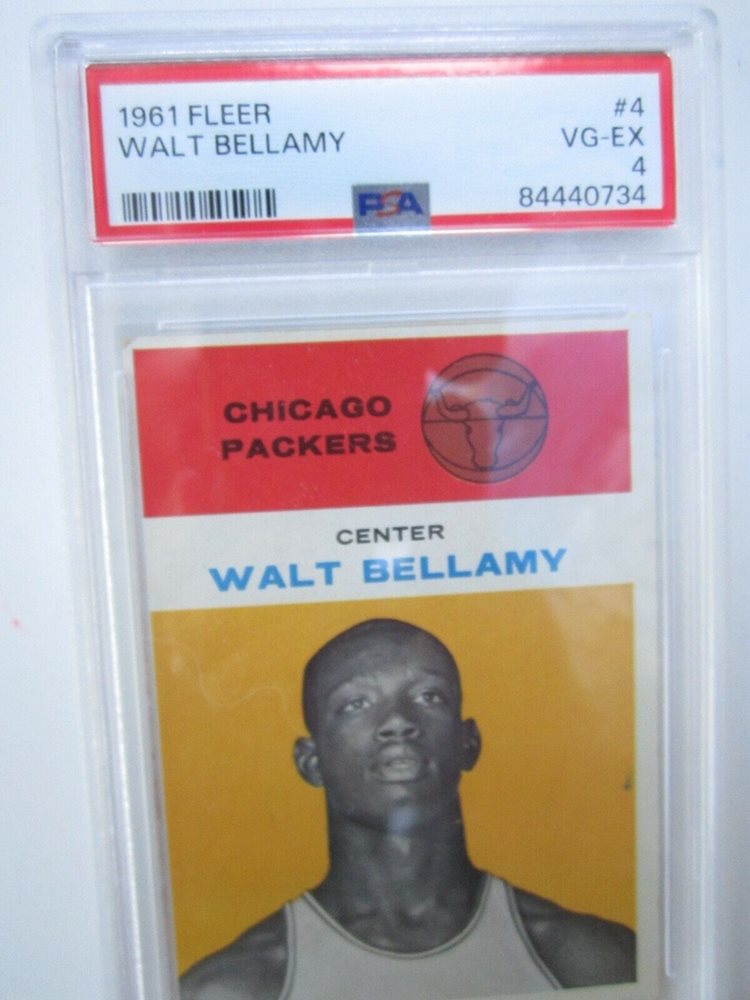 1961 FLEER #4
WALT BELLAMY VG-EX
4
PSA 84440734
CHICAGO
PACKERS
CENTER
WALT BELLAMY